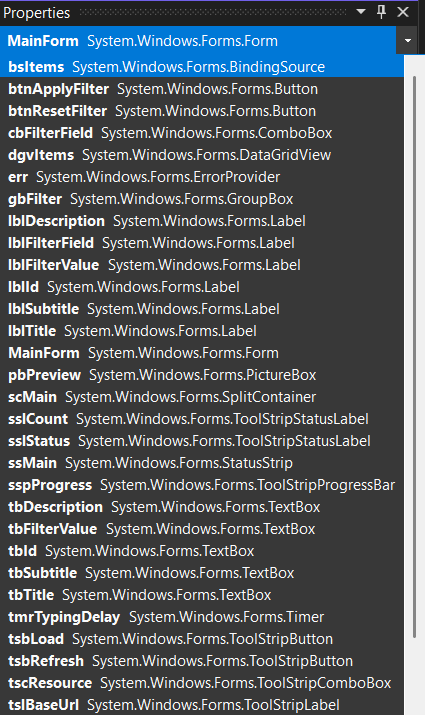 Properties
MainForm System.Windows.Forms.Form
bsItems System.Windows.Forms.BindingSource
btnApplyFilter System.Windows.Forms.Button
btnResetFilter System.Windows.Forms.Button
cbFilterField System.Windows.Forms.ComboBox
dgvItems System.Windows.Forms.DataGridView
err System.Windows.Forms.ErrorProvider
gbFilter System.Windows.Forms.GroupBox
lblDescription System.Windows.Forms.Label
lblFilterField System.Windows.Forms.Label
lblFilterValue System.Windows.Forms.Label
lblId System.Windows.Forms.Label
lblSubtitle System.Windows.Forms.Label
lblTitle System.Windows.Forms.Label
MainForm System.Windows.Forms.Form
pbPreview System.Windows.Forms.PictureBox
scMain System.Windows.Forms.SplitContainer
sslCount System.Windows.Forms.ToolStripStatusLabel
sslStatus System.Windows.Forms.ToolStripStatusLabel
ssMain System.Windows.Forms.StatusStrip
sspProgress System.Windows.Forms.ToolStripProgressBar
tbDescription System.Windows.Forms.TextBox
tbFilterValue System.Windows.Forms.TextBox
tbId System.Windows.Forms.TextBox
tbSubtitle System.Windows.Forms.TextBox
tbTitle System.Windows.Forms.TextBox
tmrTypingDelay System.Windows.Forms.Timer
tsbLoad System.Windows.Forms.ToolStripButton
tsbRefresh System.Windows.Forms.ToolStripButton
tscResource System.Windows.Forms.ToolStripComboBox
tslBaseUrl System.Windows.Forms.ToolStripLabel